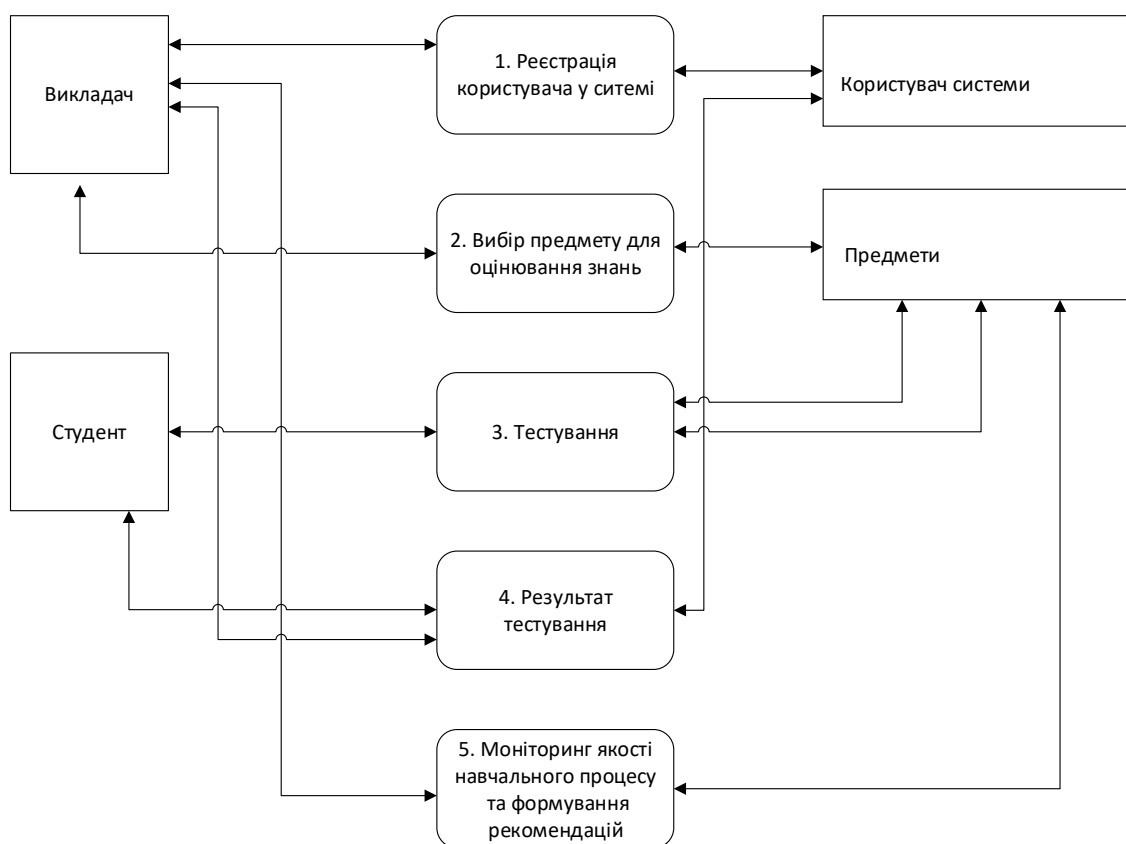 Викладач
1. Реєстрація
користувача у ситемі
Користувач системи
2. Вибір предмету для
оцінювання знань
Предмети
Студент
3. Тестування
4. Результат
тестування
5. Моніторинг якості
навчального процесу
та формування
рекомендацій